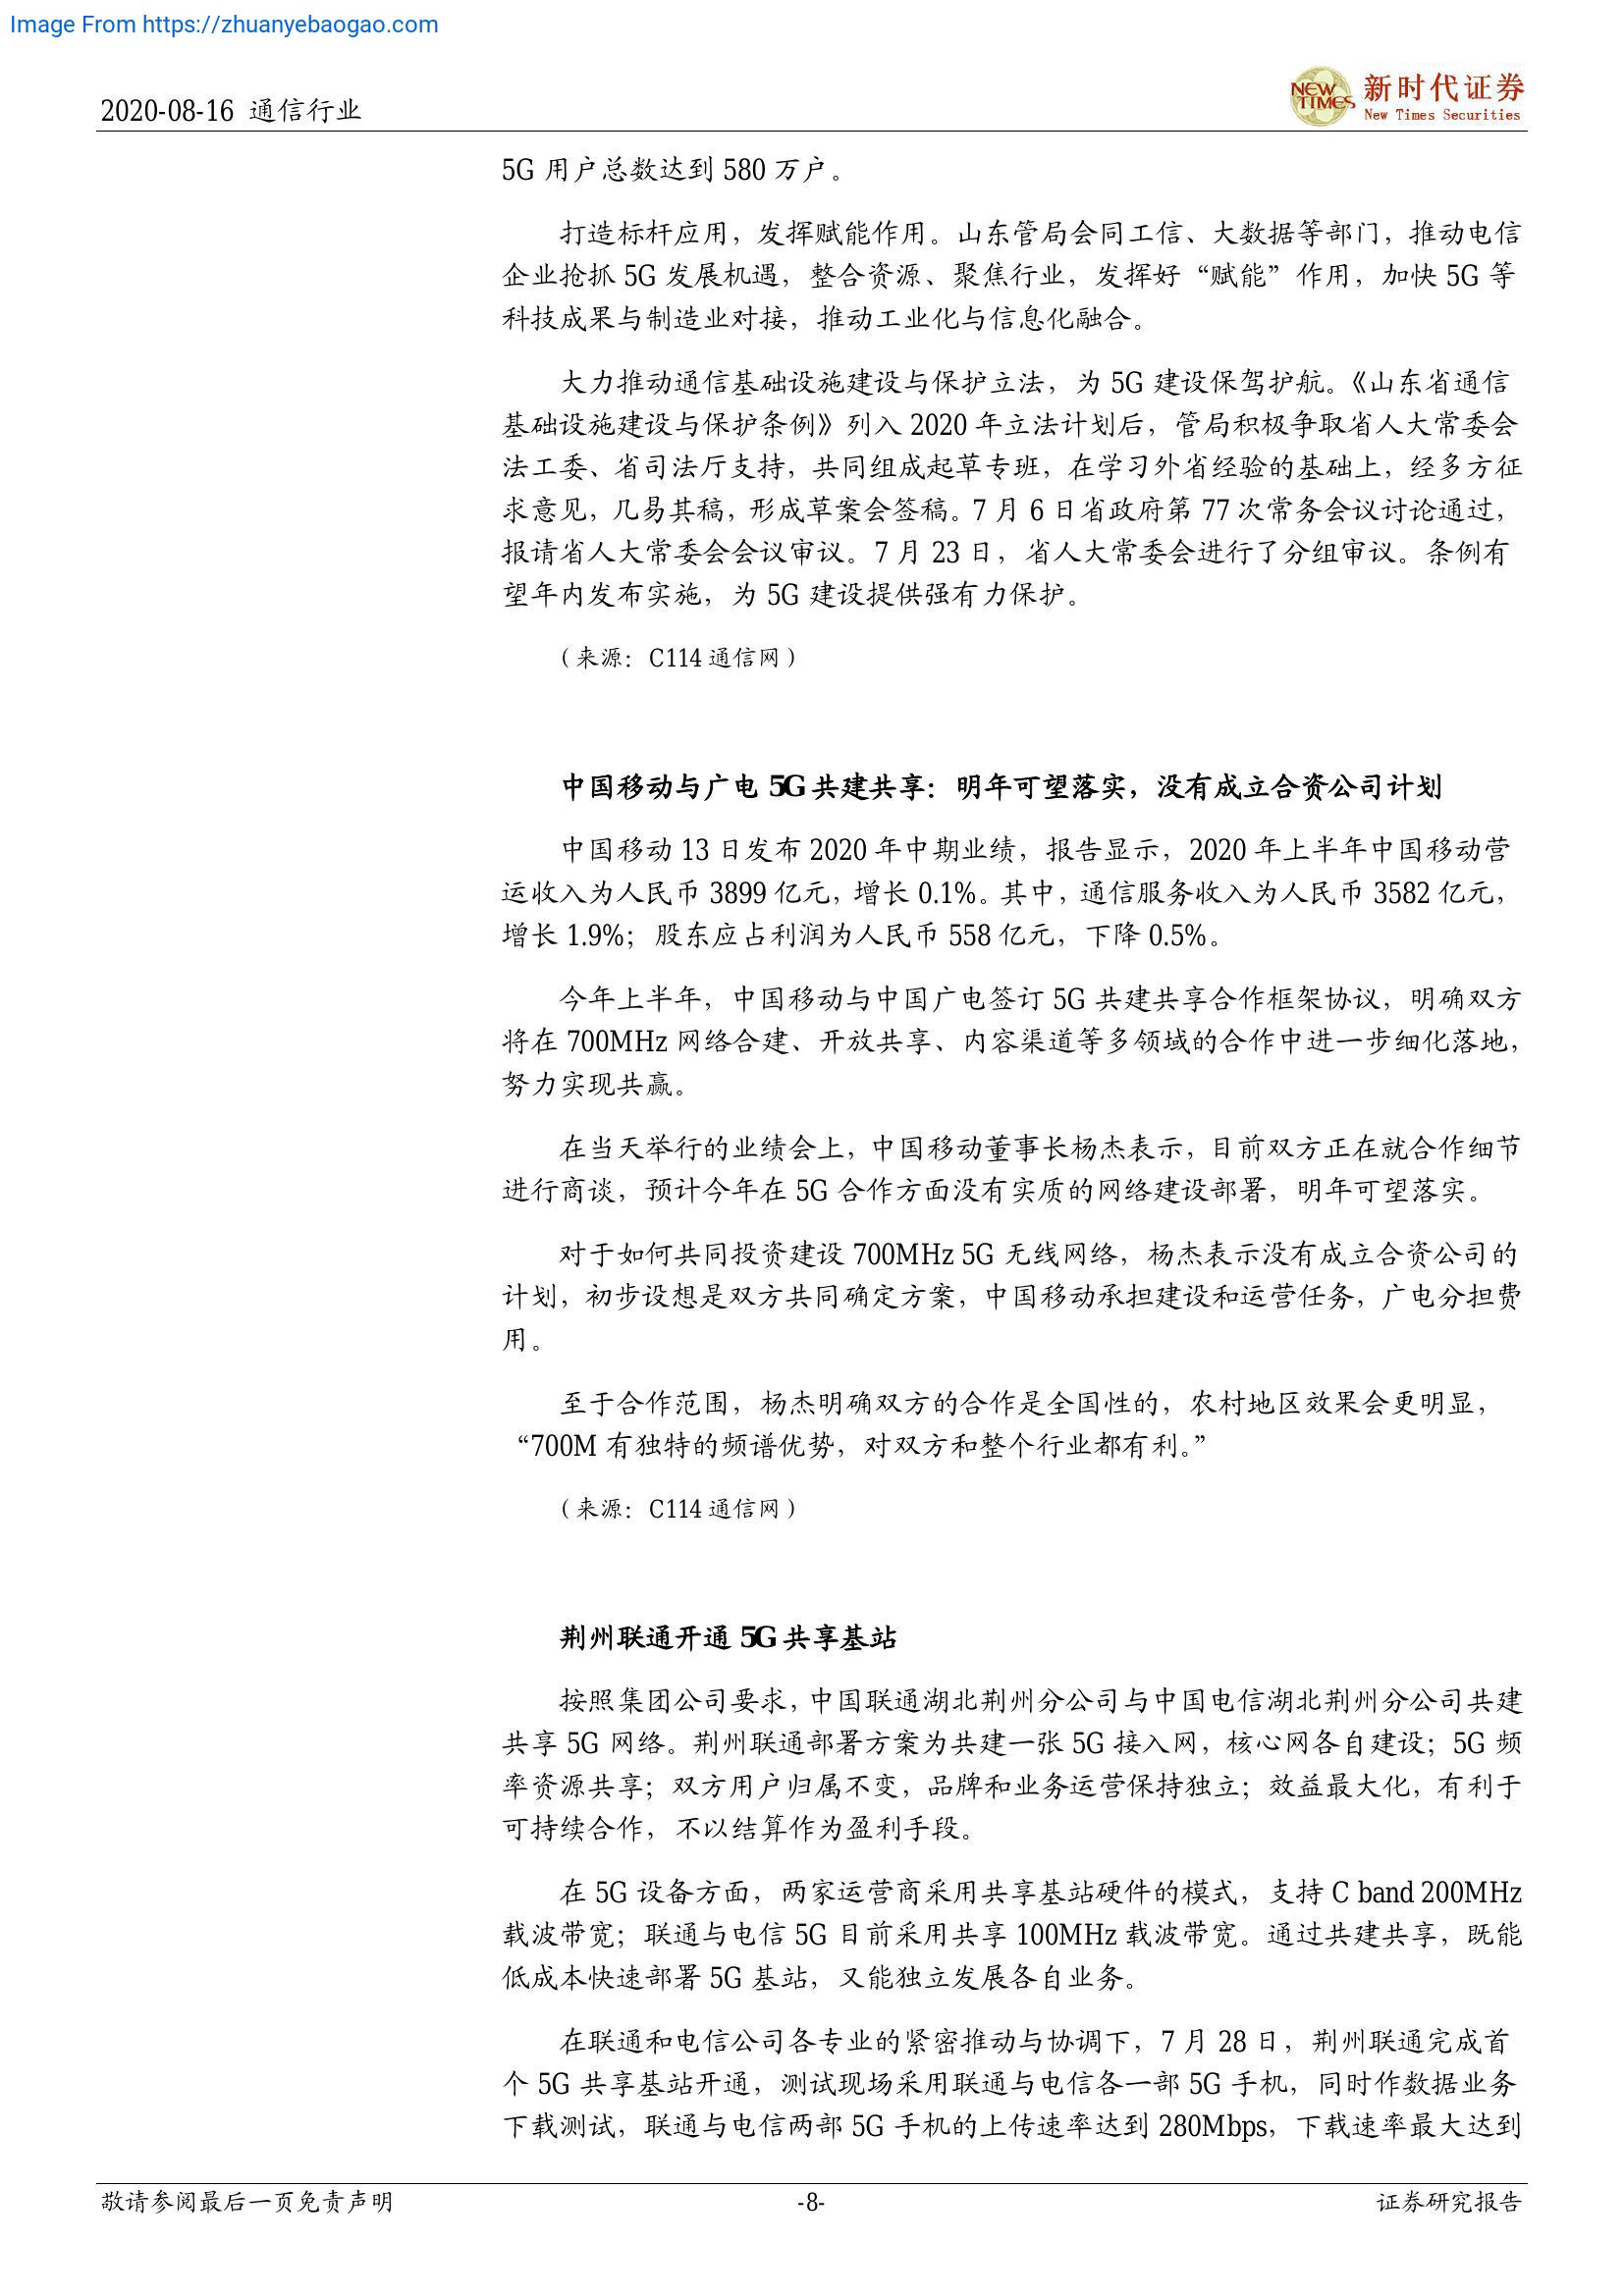 Image From https://zhuanyebaogao.com
2020-08-16 通信行业
NEW TIMES
新时代证券
New Times Securities
5G 用户总数达到 580 万户。
打造标杆应用，发挥赋能作用。山东管局会同工信、大数据等部门，推动电信
企业抢抓 5G 发展机遇，整合资源、聚焦行业，发挥好“赋能”作用，加快 5G 等
科技成果与制造业对接，推动工业化与信息化融合。
大力推动通信基础设施建设与保护立法，为 5G 建设保驾护航。《山东省通信
基础设施建设与保护条例》列入 2020 年立法计划后，管局积极争取省人大常委会
法工委、省司法厅支持，共同组成起草专班，在学习外省经验的基础上，经多方征
求意见，几易其稿，形成草案会签稿。7 月 6 日省政府第 77 次常务会议讨论通过，
报请省人大常委会会议审议。7 月 23 日，省人大常委会进行了分组审议。条例有
望年内发布实施，为 5G 建设提供强有力保护。
（来源：C114 通信网）
中国移动与广电 5G 共建共享：明年可望落实，没有成立合资公司计划
中国移动 13 日发布 2020 年中期业绩，报告显示，2020 年上半年中国移动营
运收入为人民币 3899 亿元，增长 0.1%。其中，通信服务收入为人民币 3582 亿元，
增长 1.9%；股东应占利润为人民币 558 亿元，下降 0.5%。
今年上半年，中国移动与中国广电签订 5G 共建共享合作框架协议，明确双方
将在 700MHz 网络合建、开放共享、内容渠道等多领域的合作中进一步细化落地，
努力实现共赢。
在当天举行的业绩会上，中国移动董事长杨杰表示，目前双方正在就合作细节
进行商谈，预计今年在 5G 合作方面没有实质的网络建设部署，明年可望落实。
对于如何共同投资建设 700MHz 5G 无线网络，杨杰表示没有成立合资公司的
计划，初步设想是双方共同确定方案，中国移动承担建设和运营任务，广电分担费
用。
至于合作范围，杨杰明确双方的合作是全国性的，农村地区效果会更明显，
“700M 有独特的频谱优势，对双方和整个行业都有利。”
（来源：C114 通信网）
荆州联通开通 5G 共享基站
按照集团公司要求，中国联通湖北荆州分公司与中国电信湖北荆州分公司共建
共享 5G 网络。荆州联通部署方案为共建一张 5G 接入网，核心网各自建设；5G 频
率资源共享；双方用户归属不变，品牌和业务运营保持独立；效益最大化，有利于
可持续合作，不以结算作为盈利手段。
在 5G 设备方面，两家运营商采用共享基站硬件的模式，支持 C band 200MHz
载波带宽；联通与电信 5G 目前采用共享 100MHz 载波带宽。通过共建共享，既能
低成本快速部署 5G 基站，又能独立发展各自业务。
在联通和电信公司各专业的紧密推动与协调下，7 月 28 日，荆州联通完成首
个 5G 共享基站开通，测试现场采用联通与电信各一部 5G 手机，同时作数据业务
下载测试，联通与电信两部 5G 手机的上传速率达到 280Mbps，下载速率最大达到
敬请参阅最后一页免责声明
-8-
证券研究报告